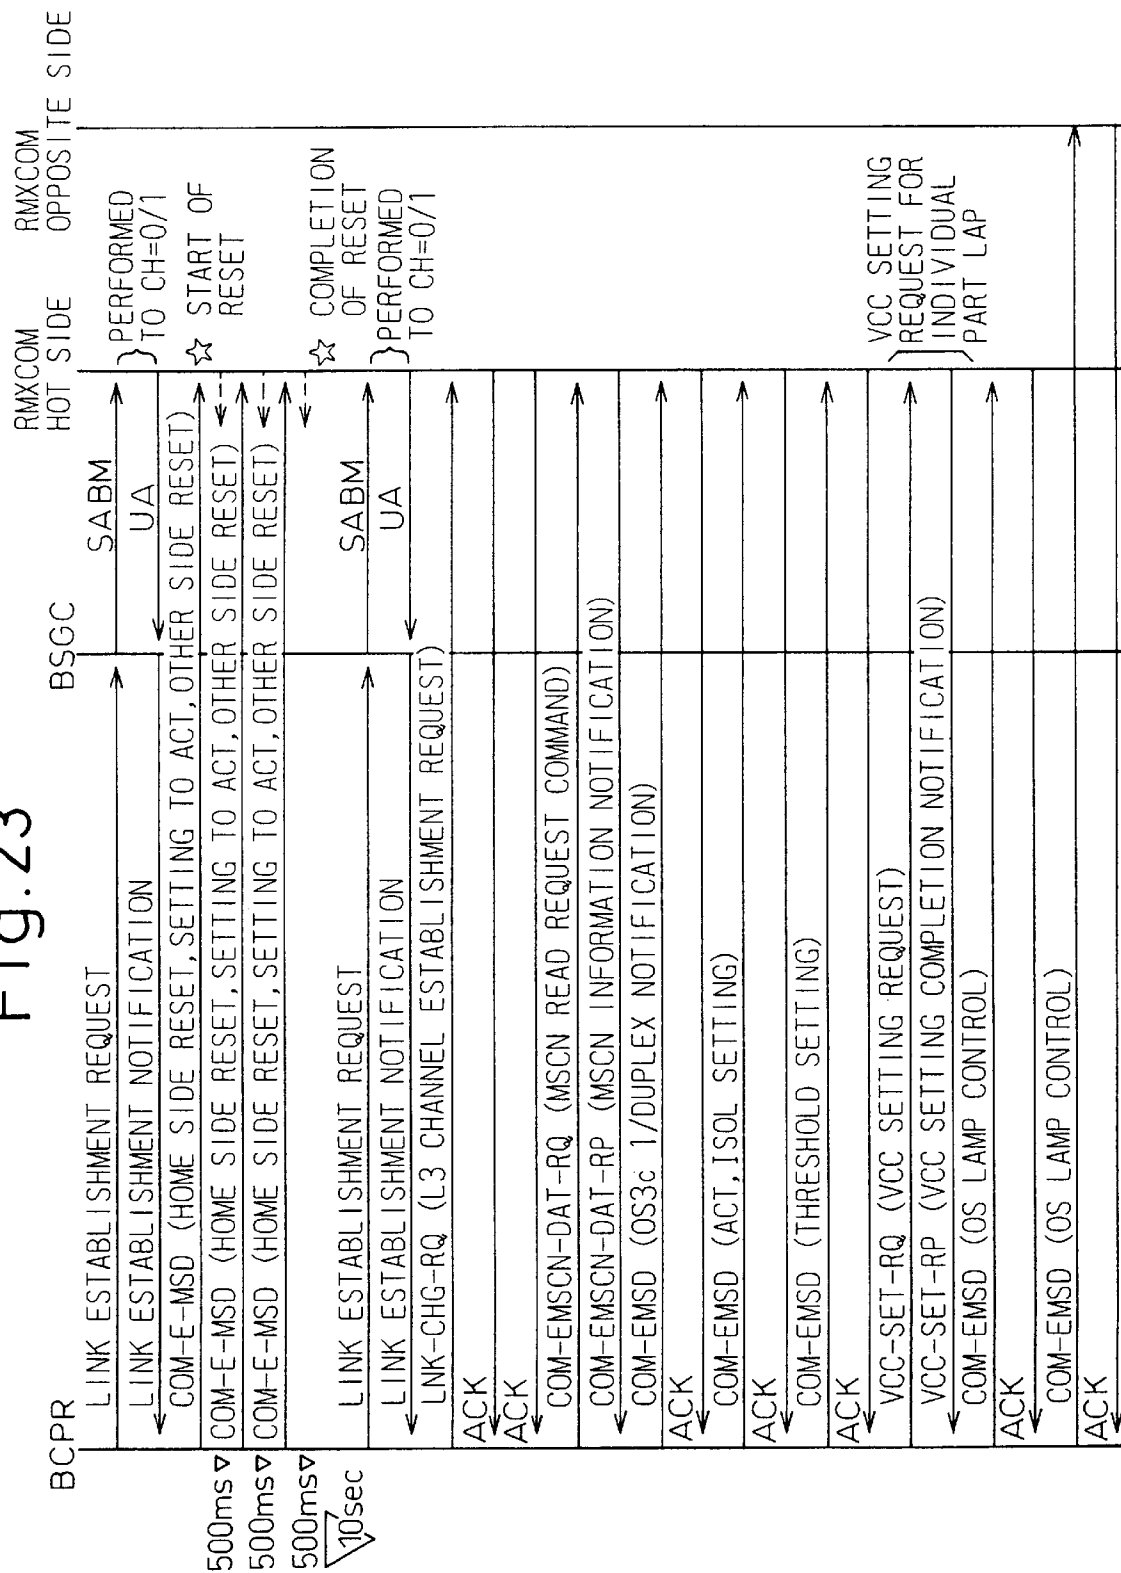 Fig.23
BCPR
BSGC
RMXCOM
HOT SIDE
RMXCOM
OPPOSITE SIDE
LINK ESTABLISHMENT REQUEST
SABM
LINK ESTABLISHMENT NOTIFICATION
UA
}PERFORMED
TO CH=0/1
COM-E-MSD (HOME SIDE RESET,SETTING TO ACT,OTHER SIDE RESET)
☆ START OF
RESET
500ms▽ COM-E-MSD (HOME SIDE RESET,SETTING TO ACT,OTHER SIDE RESET)
500ms▽ COM-E-MSD (HOME SIDE RESET,SETTING TO ACT,OTHER SIDE RESET)
500ms▽
10sec
☆ COMPLETION
OF RESET
LINK ESTABLISHMENT REQUEST
SABM
LINK ESTABLISHMENT NOTIFICATION
UA
}PERFORMED
TO CH=0/1
LNK-CHG-RQ (L3 CHANNEL ESTABLISHMENT REQUEST)
ACK
ACK
COM-EMSCN-DAT-RQ (MSCN READ REQUEST COMMAND)
COM-EMSCN-DAT-RP (MSCN INFORMATION NOTIFICATION)
COM-EMSD (OS3c 1/DUPLEX NOTIFICATION)
ACK
COM-EMSD (ACT,ISOL SETTING)
ACK
COM-EMSD (THRESHOLD SETTING)
ACK
VCC-SET-RQ (VCC SETTING REQUEST)
VCC-SET-RP (VCC SETTING COMPLETION NOTIFICATION)
VCC SETTING
REQUEST FOR
INDIVIDUAL
PART LAP
COM-EMSD (OS LAMP CONTROL)
ACK
COM-EMSD (OS LAMP CONTROL)
ACK